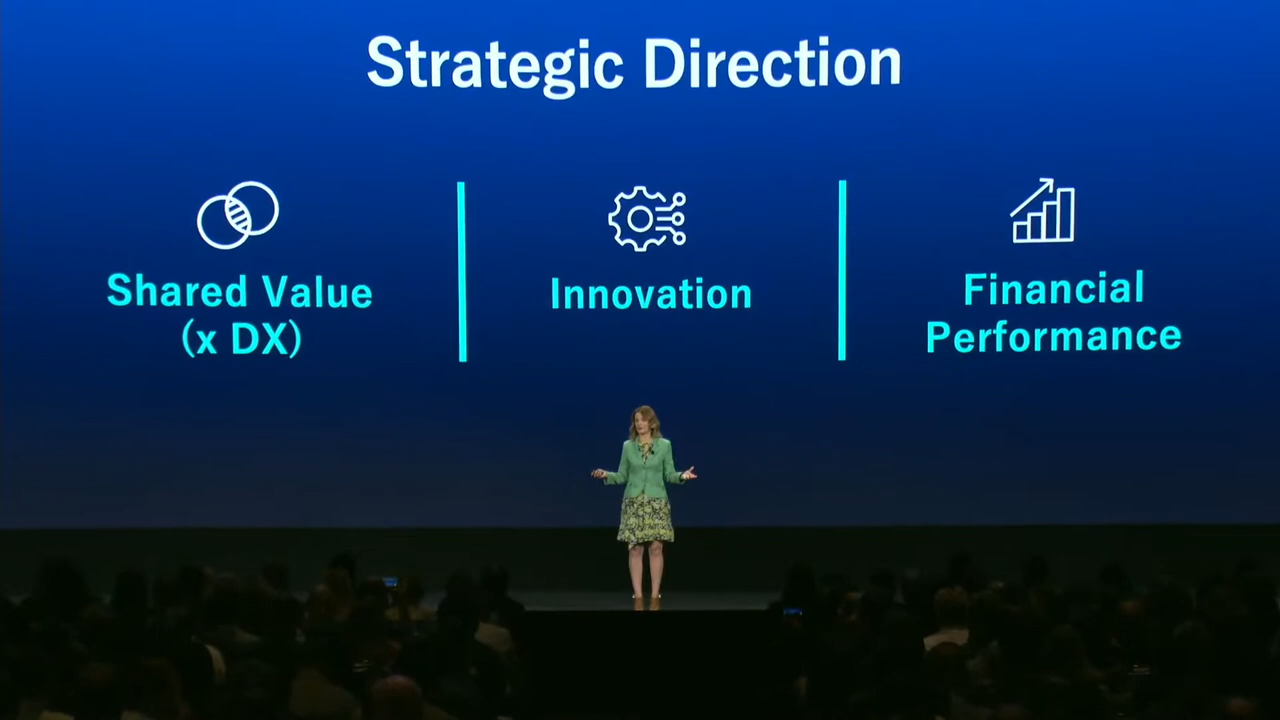 Strategic Direction
Shared Value
(x DX)
Innovation
Financial
Performance